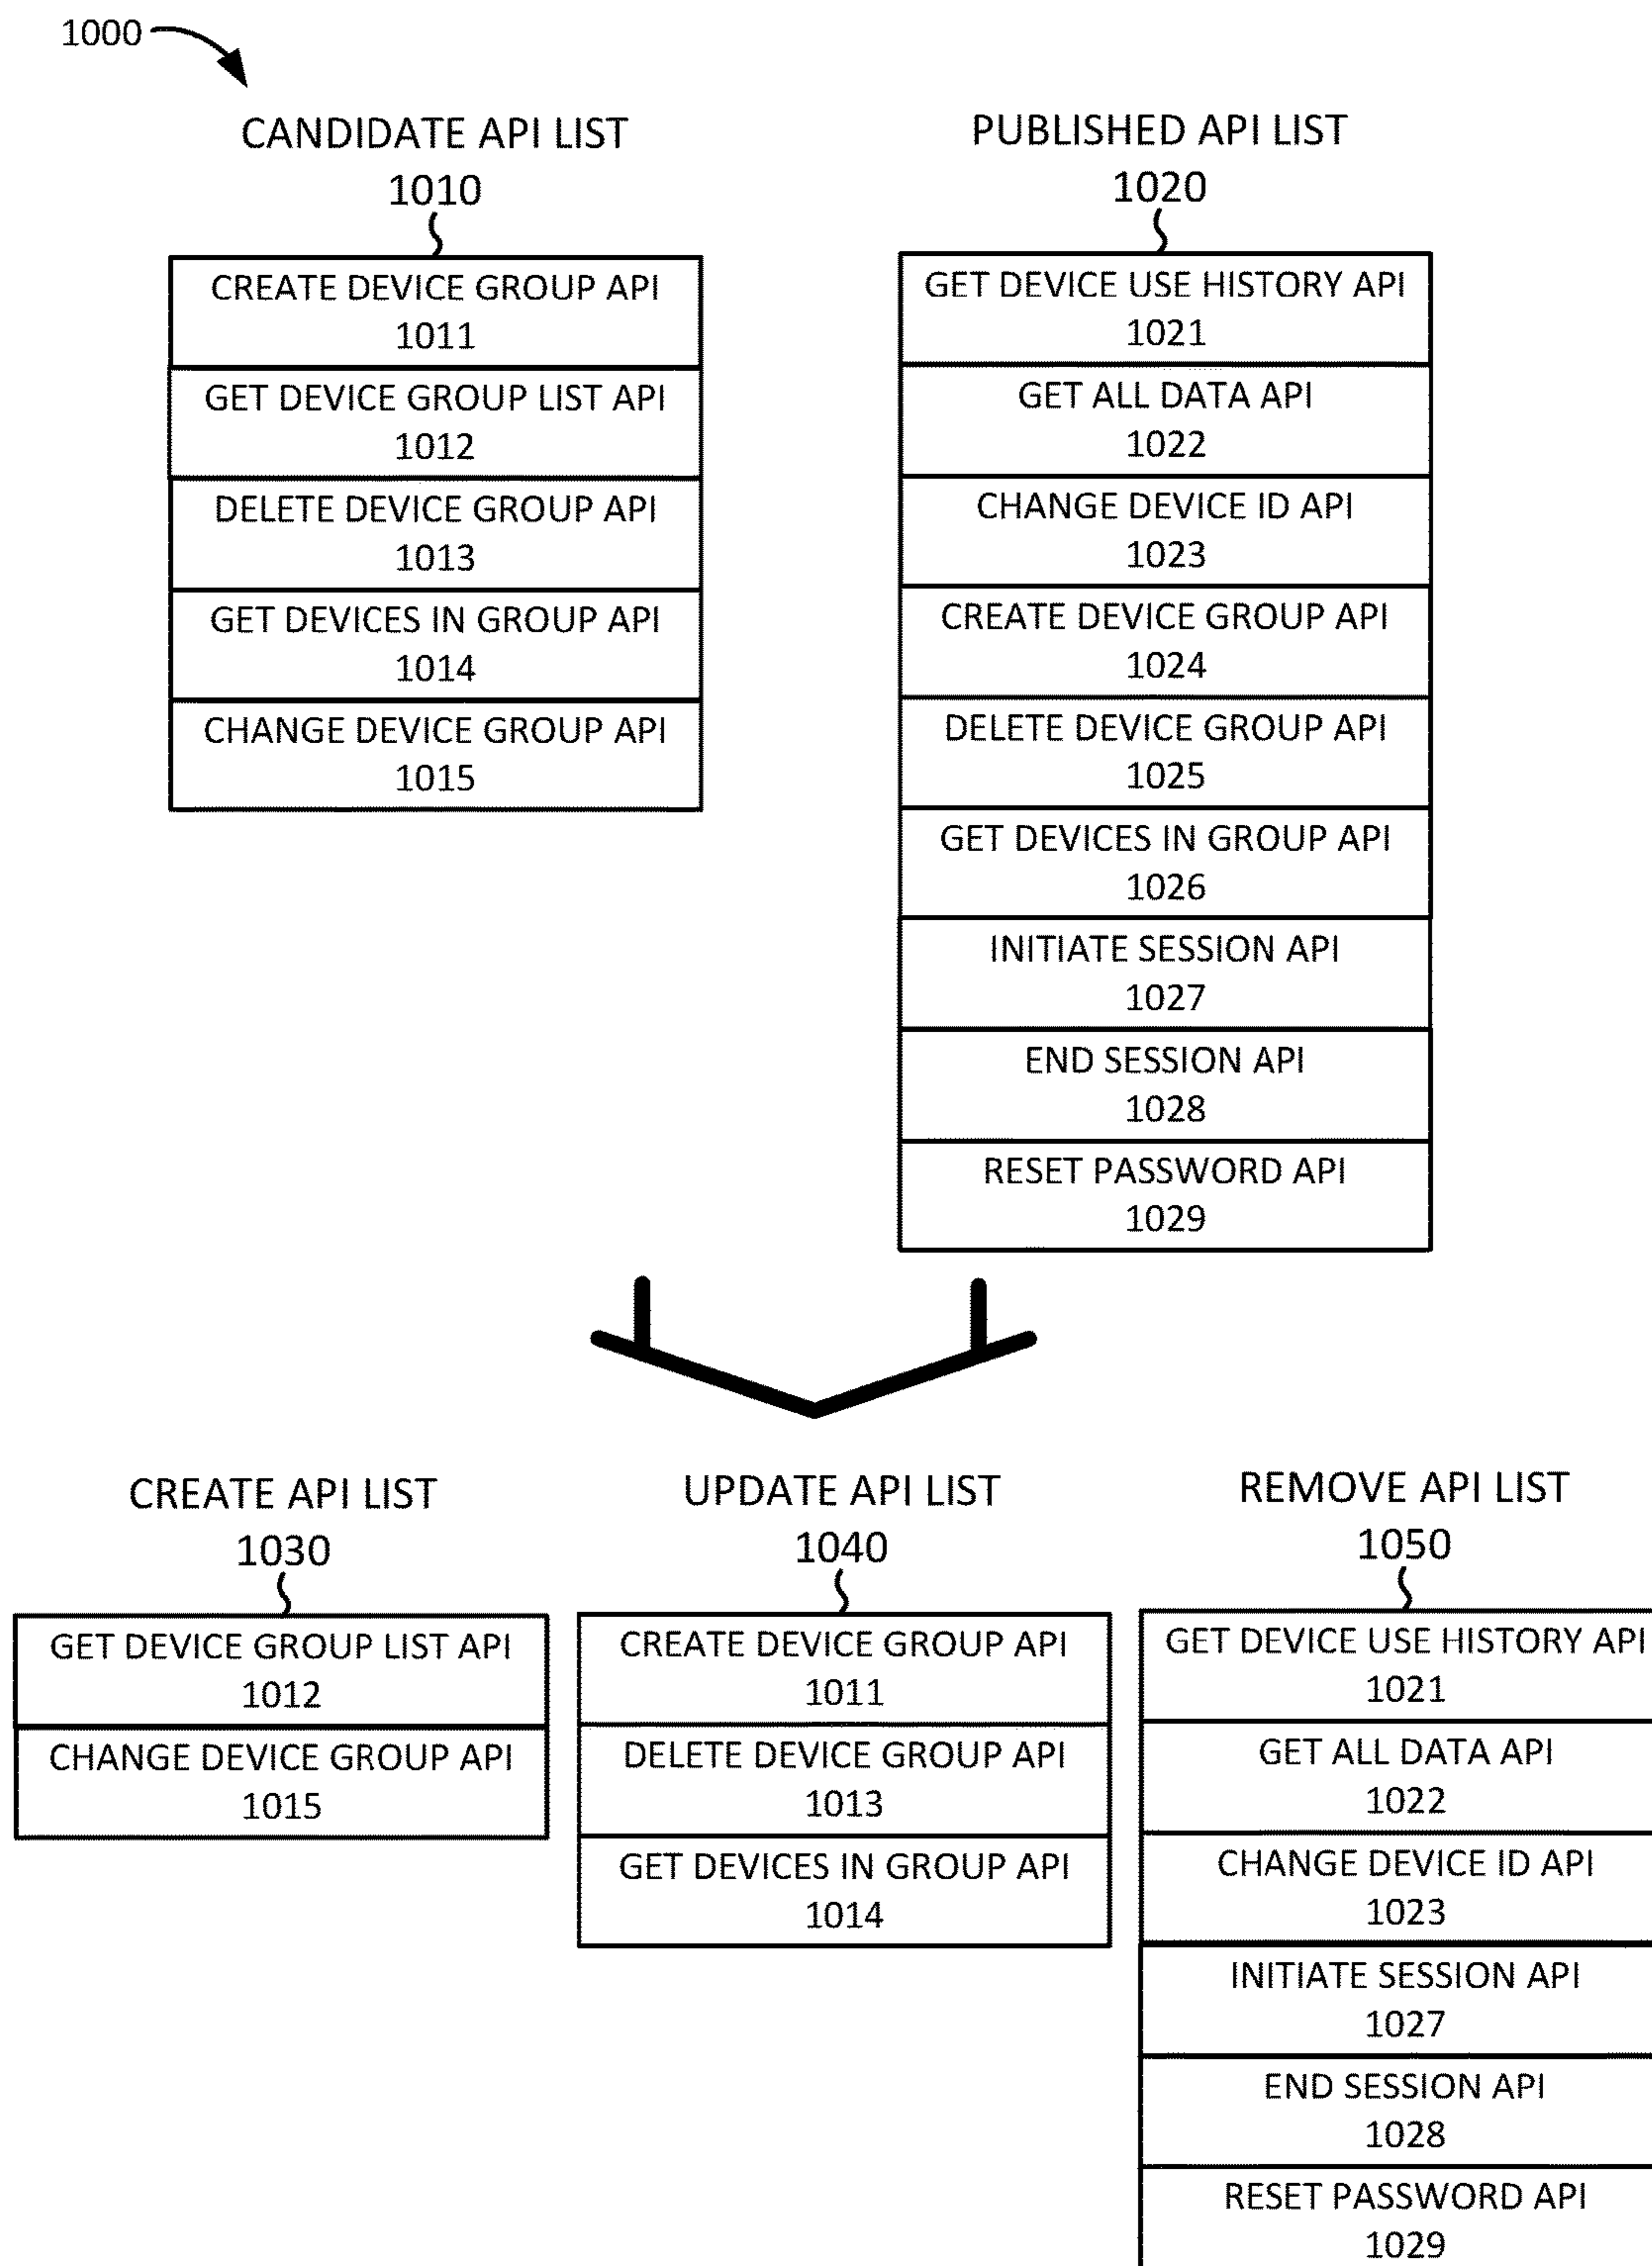 1000
CANDIDATE API LIST
1010
CREATE DEVICE GROUP API
1011
GET DEVICE GROUP LIST API
1012
DELETE DEVICE GROUP API
1013
GET DEVICES IN GROUP API
1014
CHANGE DEVICE GROUP API
1015
PUBLISHED API LIST
1020
GET DEVICE USE HISTORY API
1021
GET ALL DATA API
1022
CHANGE DEVICE ID API
1023
CREATE DEVICE GROUP API
1024
DELETE DEVICE GROUP API
1025
GET DEVICES IN GROUP API
1026
INITIATE SESSION API
1027
END SESSION API
1028
RESET PASSWORD API
1029
CREATE API LIST
1030
GET DEVICE GROUP LIST API
1012
CHANGE DEVICE GROUP API
1015
UPDATE API LIST
1040
CREATE DEVICE GROUP API
1011
DELETE DEVICE GROUP API
1013
GET DEVICES IN GROUP API
1014
REMOVE API LIST
1050
GET DEVICE USE HISTORY API
1021
GET ALL DATA API
1022
CHANGE DEVICE ID API
1023
INITIATE SESSION API
1027
END SESSION API
1028
RESET PASSWORD API
1029